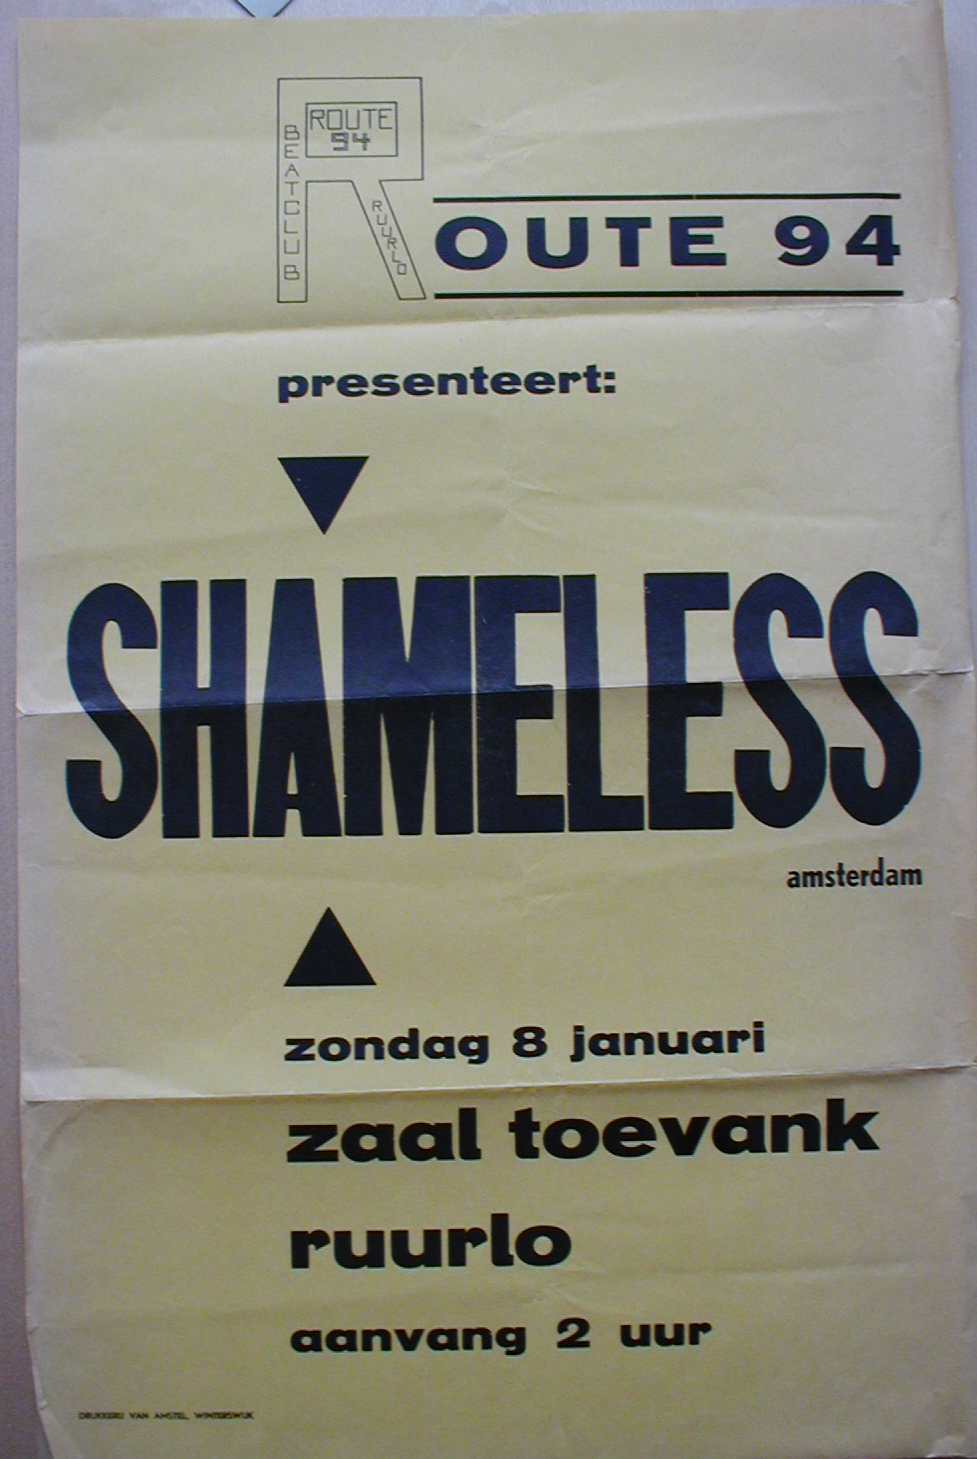 ROUTE
94
BEATCLUB
RUURLO
ROUTE 94
presenteert:
SHAMELESS
amsterdam
zondag 8 januari
zaal toevank
ruurlo
aanvang 2 uur
DRUKKERIJ VAN AMSTEL, WINTERSWIJK